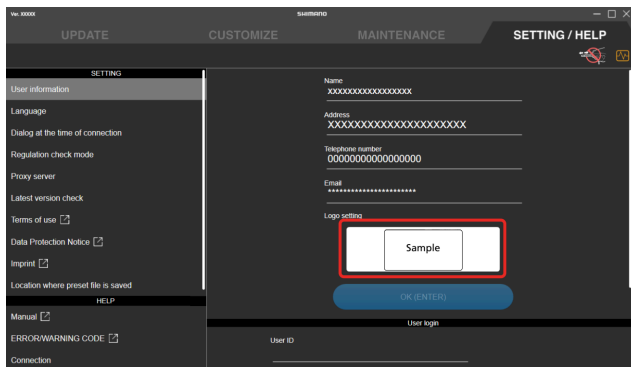 Ver. XXXXX
SHIMANO
UPDATE
CUSTOMIZE
MAINTENANCE
SETTING / HELP
SETTING
User information
Language
Dialog at the time of connection
Regulation check mode
Proxy server
Latest version check
Terms of use
Data Protection Notice
Imprint
Location where preset file is saved
HELP
Manual
ERROR/WARNING CODE
Connection
Name
XXXXXXXXXXXXXXXXX
Address
XXXXXXXXXXXXXXXXXXXXX
Telephone number
00000000000000000
Email
***********************
Logo setting
Sample
OK (ENTER)
User login
User ID